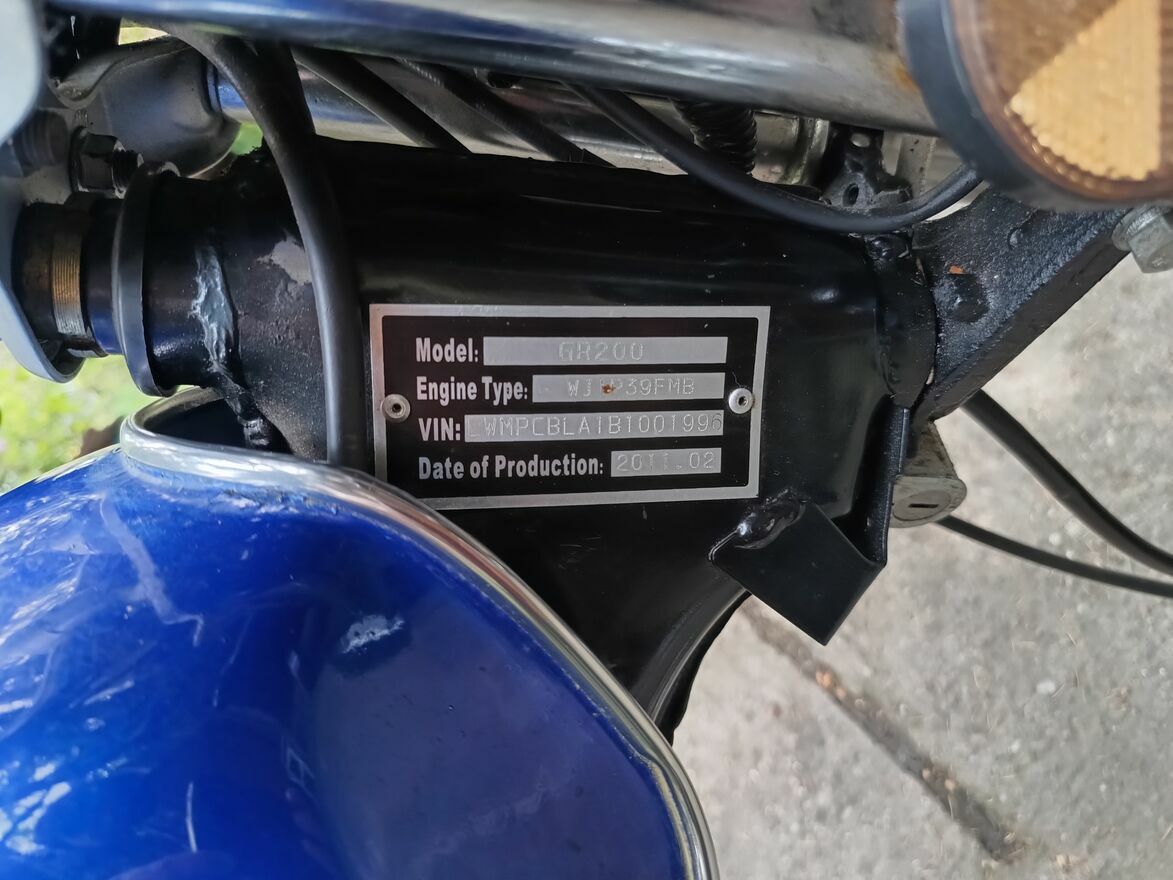 Model: GR200
Engine Type:
VIN: LWMPCBLA1B1001996
Date of Production: 2011.02